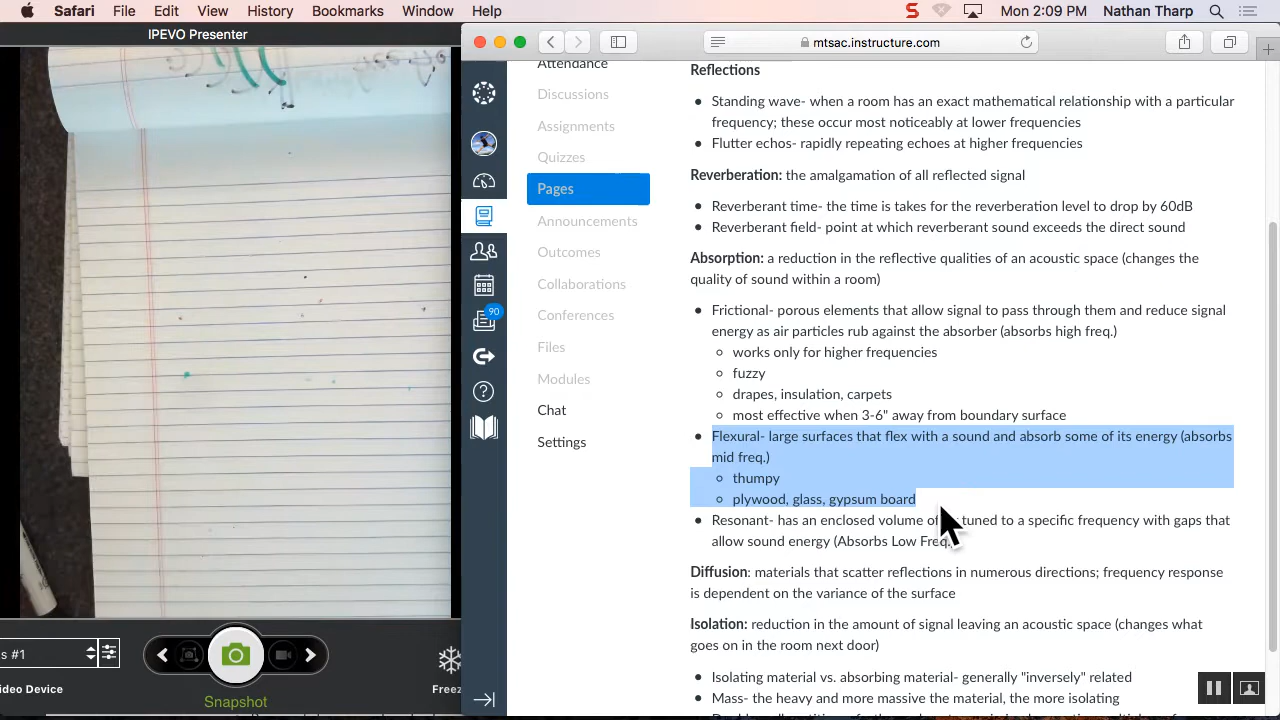 Safari File Edit View History Bookmarks Window Help
Mon 2:09 PM Nathan Tharp
IPEVO Presenter
mtsac.instructure.com
Attendance
Discussions
Assignments
Quizzes
Pages
Announcements
Outcomes
Collaborations
Conferences
Files
Modules
Chat
Settings
90
Reflections
Standing wave- when a room has an exact mathematical relationship with a particular
frequency; these occur most noticeably at lower frequencies
Flutter echos- rapidly repeating echoes at higher frequencies
Reverberation: the amalgamation of all reflected signal
Reverberant time- the time is takes for the reverberation level to drop by 60dB
Reverberant field- point at which reverberant sound exceeds the direct sound
Absorption: a reduction in the reflective qualities of an acoustic space (changes the
quality of sound within a room)
Frictional- porous elements that allow signal to pass through them and reduce signal
energy as air particles rub against the absorber (absorbs high freq.)
works only for higher frequencies
fuzzy
drapes, insulation, carpets
most effective when 3-6" away from boundary surface
Flexural- large surfaces that flex with a sound and absorb some of its energy (absorbs
mid freq.)
thumpy
plywood, glass, gypsum board
Resonant- has an enclosed volume of tuned to a specific frequency with gaps that
allow sound energy (Absorbs Low Freq.)
Diffusion: materials that scatter reflections in numerous directions; frequency response
is dependent on the variance of the surface
Isolation: reduction in the amount of signal leaving an acoustic space (changes what
goes on in the room next door)
Isolating material vs. absorbing material- generally "inversely" related
Mass- the heavy and more massive the material, the more isolating
s #1
ideo Device
Snapshot
Freez